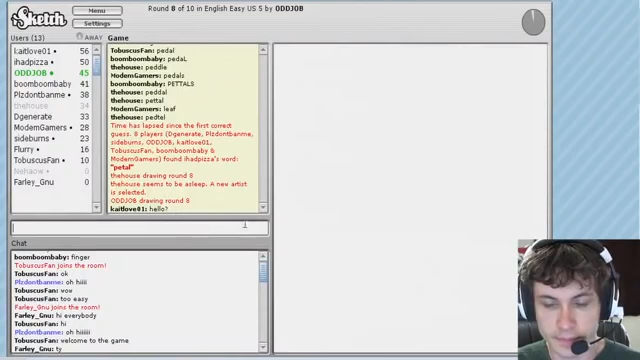 iSketch
Menu
Settings
Round 8 of 10 in English Easy US 5 by ODDJOB
Users (13)
AWAY
kaitlove01 56
ihadpizza 50
ODDJOB 45
boomboombaby 41
Plzdontbanme 38
thehouse 34
Dgenerate 33
ModemGamers 28
sideburns 23
Flurry 16
TobuscusFan 10
Nehaow 0
Farley_Gnu 0
Game
TobuscusFan: pedal
boomboombaby: pedaL
thehouse: peddle
ModemGamers: pedals
boomboombaby: PETTALS
thehouse: pedal
thehouse: pettal
ModemGamers: leaf
thehouse: pedtel
Time has lapsed since the first correct
guess. 8 players (Dgenerate, Plzdontbanme,
sideburns, ODDJOB, kaitlove01,
TobuscusFan, boomboombaby &
ModemGamers) found ihadpizza's word:
"petal"
thehouse drawing round 8
thehouse seems to be asleep. A new artist
is selected.
ODDJOB drawing round 8
kaitlove01: hello?
Chat
boomboombaby: finger
TobuscusFan joins the room!
TobuscusFan: ok
Plzdontbanme: oh hiiii
TobuscusFan: wow
TobuscusFan: too easy
Farley_Gnu joins the room!
Farley_Gnu: hi everybody
TobuscusFan: hi
Plzdontbanme: oh hiiiiii
TobuscusFan: welcome to the game
Farley_Gnu: ty